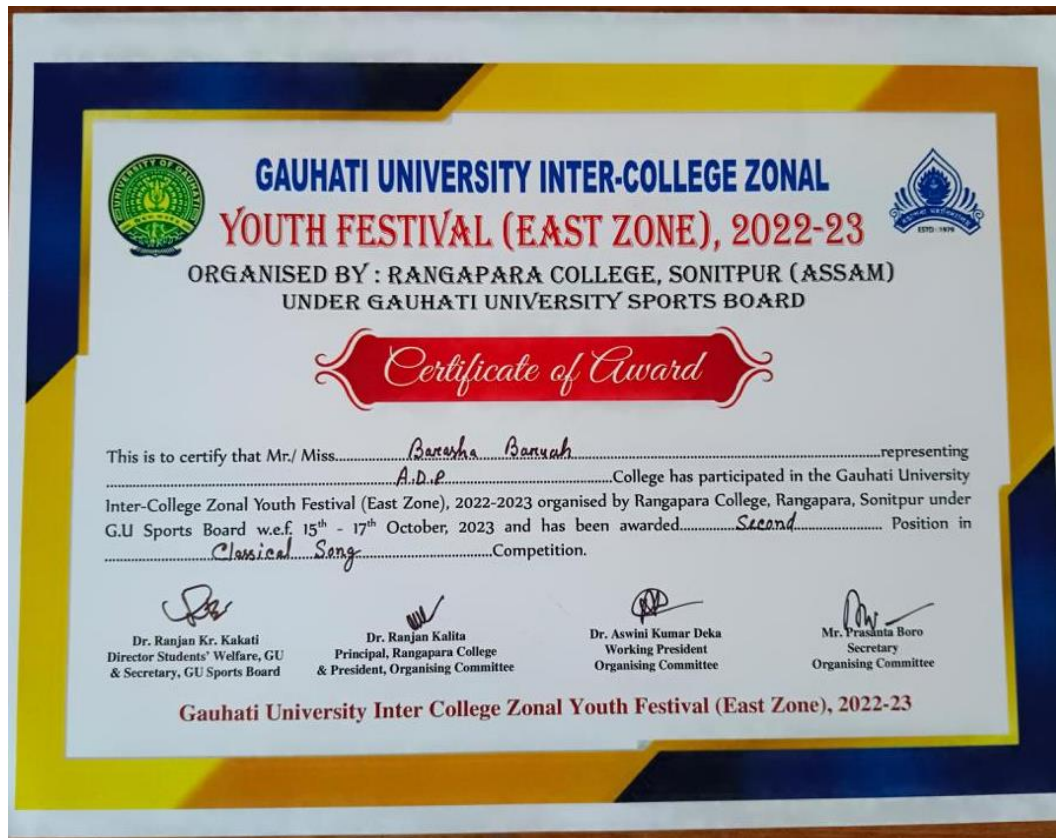 GAUHATI UNIVERSITY INTER-COLLEGE ZONAL
YOUTH FESTIVAL (EAST ZONE), 2022-23
ORGANISED BY : RANGAPARA COLLEGE, SONITPUR (ASSAM)
UNDER GAUHATI UNIVERSITY SPORTS BOARD
UNIVERSITY OF GAUHATI
ESTD : 1979
Certificate of Award
This is to certify that Mr./ Miss.....Barasha Baruah.....representing
.....A.D.P.....College has participated in the Gauhati University
Inter-College Zonal Youth Festival (East Zone), 2022-2023 organised by Rangapara College, Rangapara, Sonitpur under
G.U Sports Board w.e.f. 15th - 17th October, 2023 and has been awarded.....Second..... Position in
.....Classical Song.....Competition.
Dr. Ranjan Kr. Kakati
Director Students' Welfare, GU
& Secretary, GU Sports Board
Dr. Ranjan Kalita
Principal, Rangapara College
& President, Organising Committee
Dr. Aswini Kumar Deka
Working President
Organising Committee
Mr. Prasanta Boro
Secretary
Organising Committee
Gauhati University Inter College Zonal Youth Festival (East Zone), 2022-23